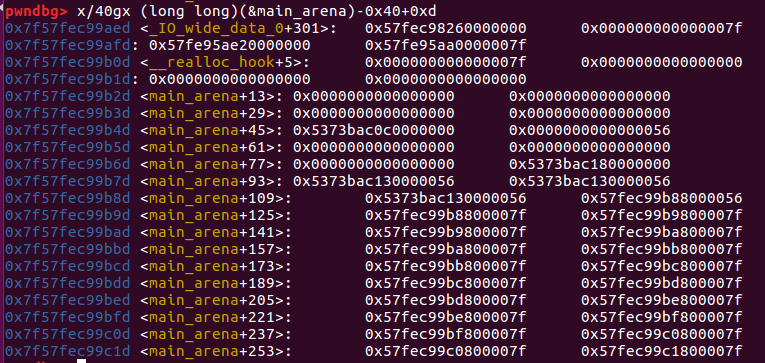 pwndbg> x/40gx (long long)(&main_arena)-0x40+0xd
0x7f57fec99aed <_IO_wide_data_0+301>: 0x57fec98260000000 0x000000000000007f
0x7f57fec99afd: 0x57fe95ae20000000 0x57fe95aa0000007f
0x7f57fec99b0d <__realloc_hook+5>: 0x000000000000007f 0x0000000000000000
0x7f57fec99b1d: 0x0000000000000000 0x0000000000000000
0x7f57fec99b2d <main_arena+13>: 0x0000000000000000 0x0000000000000000
0x7f57fec99b3d <main_arena+29>: 0x0000000000000000 0x0000000000000000
0x7f57fec99b4d <main_arena+45>: 0x5373bac0c0000000 0x0000000000000056
0x7f57fec99b5d <main_arena+61>: 0x0000000000000000 0x0000000000000000
0x7f57fec99b6d <main_arena+77>: 0x0000000000000000 0x5373bac180000000
0x7f57fec99b7d <main_arena+93>: 0x5373bac130000056 0x5373bac130000056
0x7f57fec99b8d <main_arena+109>: 0x5373bac130000056 0x57fec99b88000056
0x7f57fec99b9d <main_arena+125>: 0x57fec99b8800007f 0x57fec99b9800007f
0x7f57fec99bad <main_arena+141>: 0x57fec99b9800007f 0x57fec99ba800007f
0x7f57fec99bbd <main_arena+157>: 0x57fec99ba800007f 0x57fec99bb800007f
0x7f57fec99bcd <main_arena+173>: 0x57fec99bb800007f 0x57fec99bc800007f
0x7f57fec99bdd <main_arena+189>: 0x57fec99bc800007f 0x57fec99bd800007f
0x7f57fec99bed <main_arena+205>: 0x57fec99bd800007f 0x57fec99be800007f
0x7f57fec99bfd <main_arena+221>: 0x57fec99be800007f 0x57fec99bf800007f
0x7f57fec99c0d <main_arena+237>: 0x57fec99bf800007f 0x57fec99c0800007f
0x7f57fec99c1d <main_arena+253>: 0x57fec99c0800007f 0x57fec99c1800007f